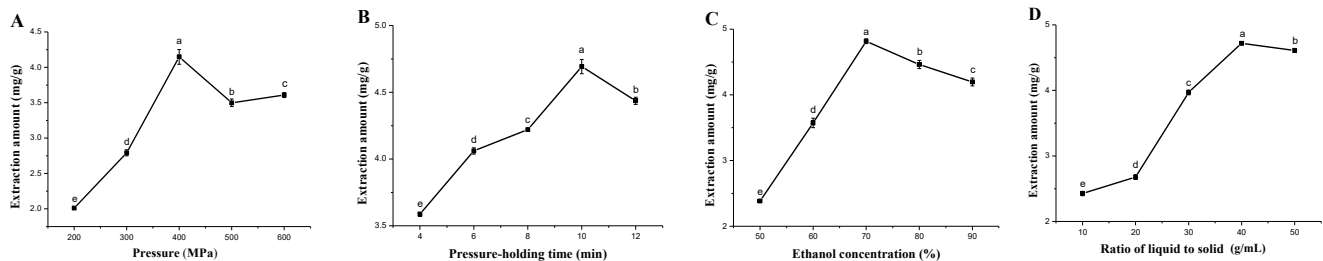 A
Extraction amount (mg/g)
4.5
4.0
3.5
3.0
2.5
2.0
e
d
a
b
c
200 300 400 500 600
Pressure (MPa)
B
Extraction amount (mg/g)
5.0
4.5
4.0
3.5
e
d
c
a
b
4 6 8 10 12
Pressure-holding time (min)
C
Extraction amount (mg/g)
5
4
3
2
e
d
a
b
c
50 60 70 80 90
Ethanol concentration (%)
D
Extraction amount (mg/g)
5
4
3
2
e
d
c
a
b
10 20 30 40 50
Ratio of liquid to solid (g/mL)